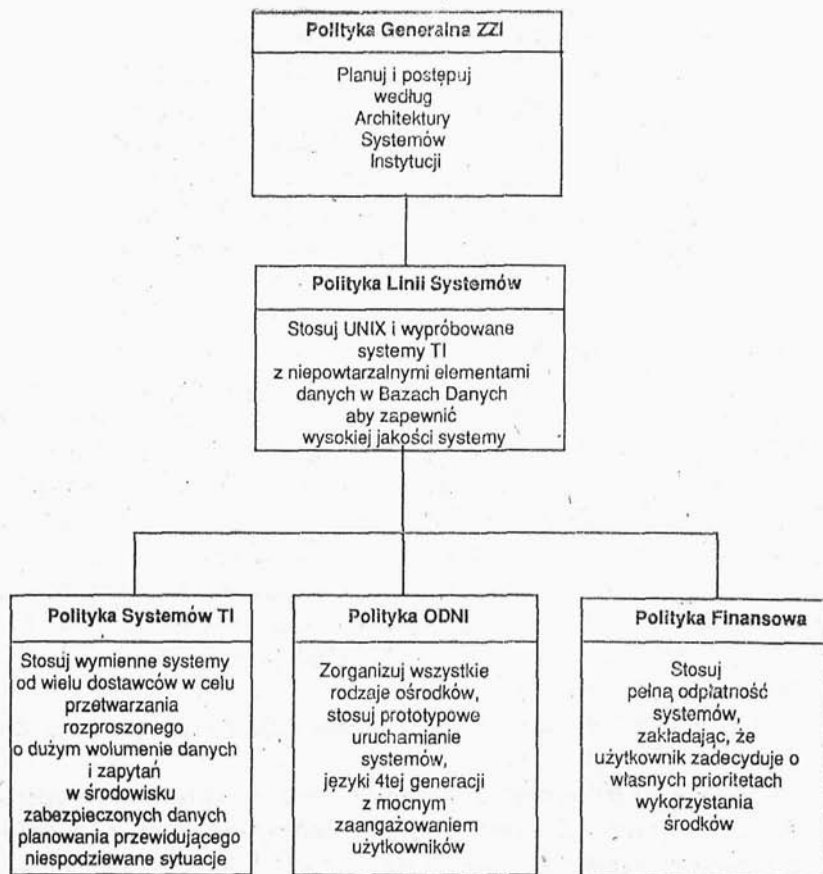 Polityka Generalna ZZI
Planuj i postępuj
według
Architektury
Systemów
Instytucji
Polityka Linii Systemów
Stosuj UNIX i wypróbowane
systemy TI
z niepowtarzalnymi elementami
danych w Bazach Danych
aby zapewnić
wysokiej jakości systemy
Polityka Systemów TI
Stosuj wymienne systemy
od wielu dostawców w celu
przetwarzania
rozproszonego
o dużym wolumenie danych
i zapytań
w środowisku
zabezpieczonych danych
planowania przewidującego
niespodziewane sytuacje
Polityka ODNI
Zorganizuj wszystkie
rodzaje ośrodków,
stosuj prototypowe
uruchamianie
systemów,
języki 4tej generacji
z mocnym
zaangażowaniem
użytkowników
Polityka Finansowa
Stosuj
pełną odpłatność
systemów,
zakładając, że
użytkownik zadecyduje o
własnych prioritetach
wykorzystania
środków